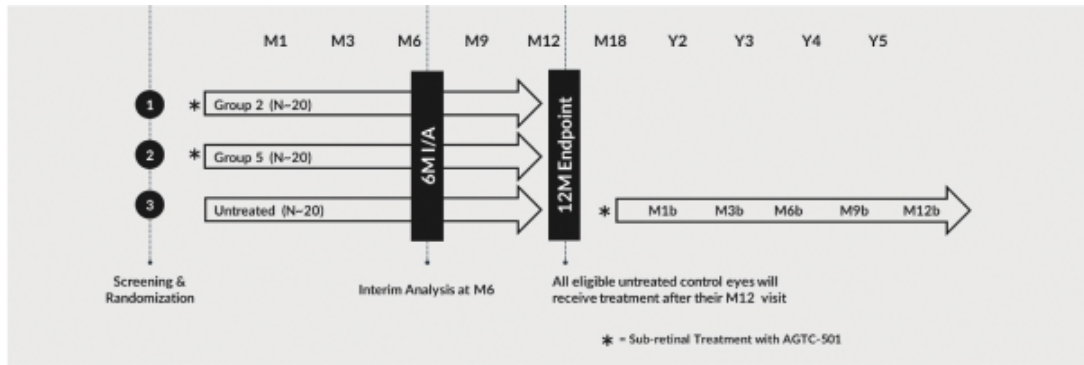 M1 M3 M6 M9 M12 M18 Y2 Y3 Y4 Y5
1 * Group 2 (N~20)
2 * Group 5 (N~20)
3 Untreated (N~20)
6M I/A
12M Endpoint
* M1b M3b M6b M9b M12b
Screening &
Randomization
Interim Analysis at M6
All eligible untreated control eyes will
receive treatment after their M12 visit
* = Sub-retinal Treatment with AGTC-501